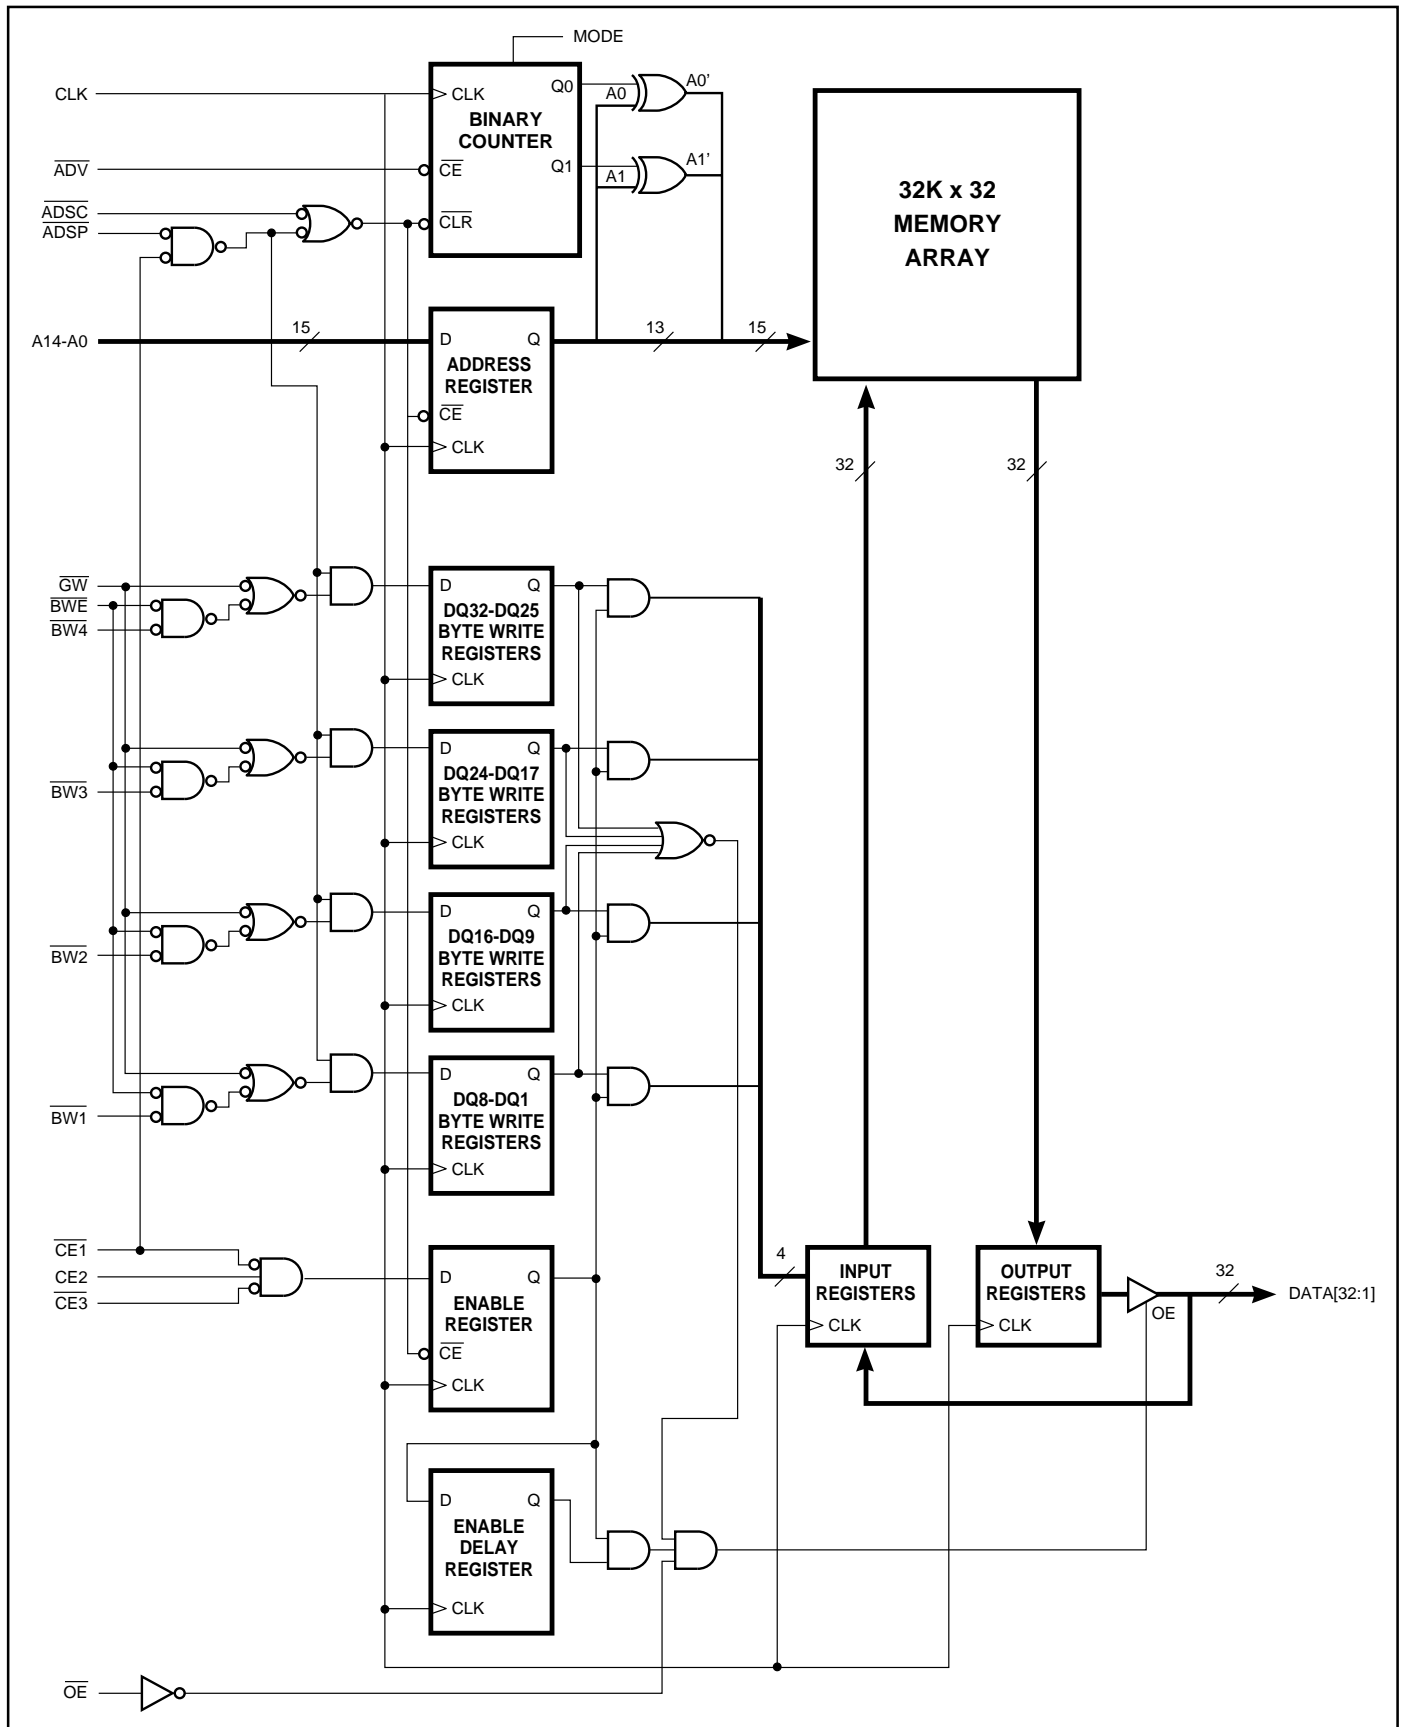 MODE
CLK
CLK
Q0
A0
A0’
BINARY
COUNTER
ADV
CE
Q1
A1
A1’
ADSC
ADSP
CLR
32K x 32
MEMORY
ARRAY
A14-A0
15
D
Q
13
15
ADDRESS
REGISTER
CE
CLK
32
32
GW
BWE
BW4
D
Q
DQ32-DQ25
BYTE WRITE
REGISTERS
CLK
BW3
D
Q
DQ24-DQ17
BYTE WRITE
REGISTERS
CLK
BW2
D
Q
DQ16-DQ9
BYTE WRITE
REGISTERS
CLK
BW1
D
Q
DQ8-DQ1
BYTE WRITE
REGISTERS
CLK
CE1
CE2
CE3
D
Q
ENABLE
REGISTER
CE
CLK
4
INPUT
REGISTERS
CLK
OUTPUT
REGISTERS
CLK
OE
32
DATA[32:1]
D
Q
ENABLE
DELAY
REGISTER
CLK
OE